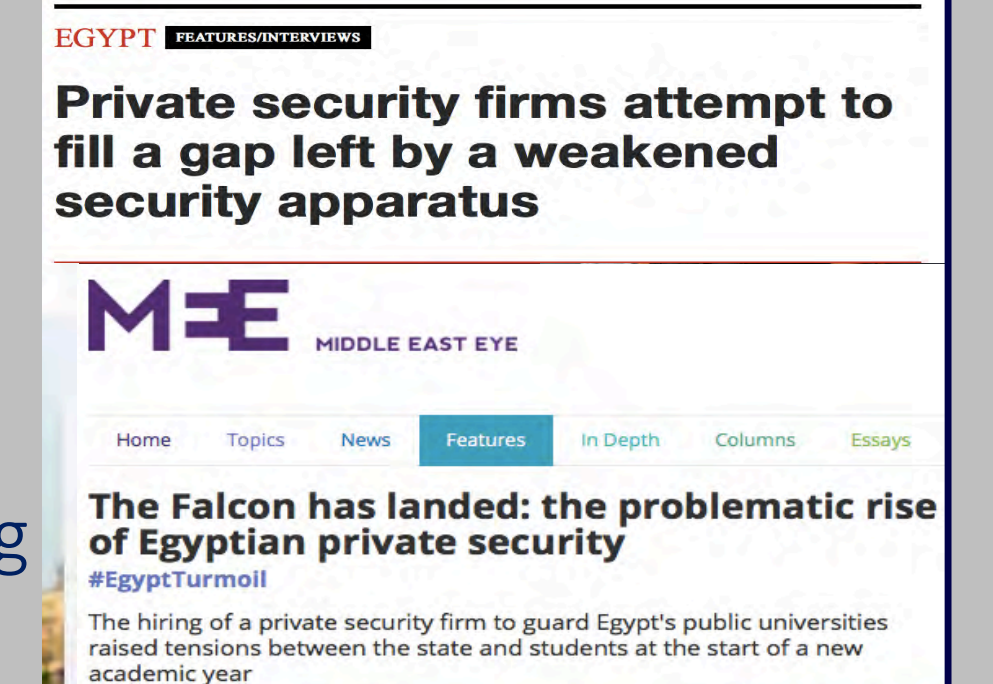 EGYPT FEATURES/INTERVIEWS
Private security firms attempt to
fill a gap left by a weakened
security apparatus
MEE MIDDLE EAST EYE
Home Topics News Features In Depth Columns Essays
The Falcon has landed: the problematic rise
of Egyptian private security
g
#EgyptTurmoil
The hiring of a private security firm to guard Egypt's public universities
raised tensions between the state and students at the start of a new
academic year